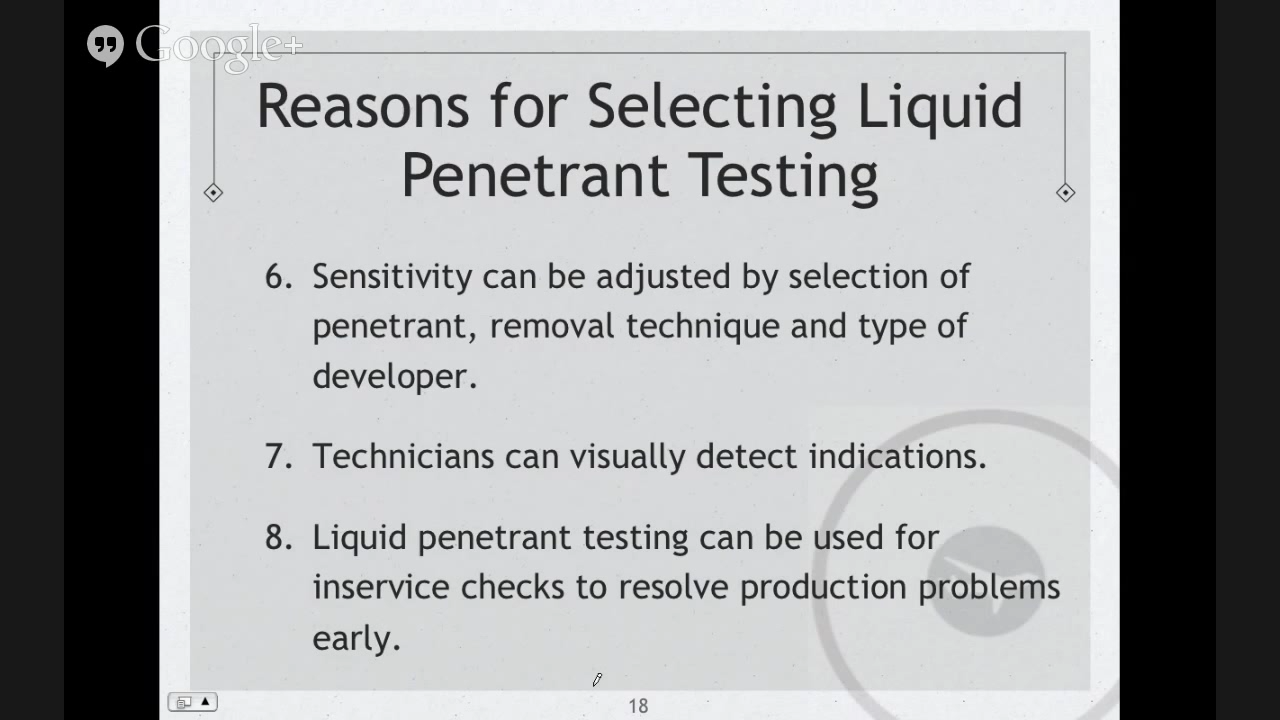 Google+
Reasons for Selecting Liquid
Penetrant Testing
6. Sensitivity can be adjusted by selection of
penetrant, removal technique and type of
developer.
7. Technicians can visually detect indications.
8. Liquid penetrant testing can be used for
inservice checks to resolve production problems
early.
18